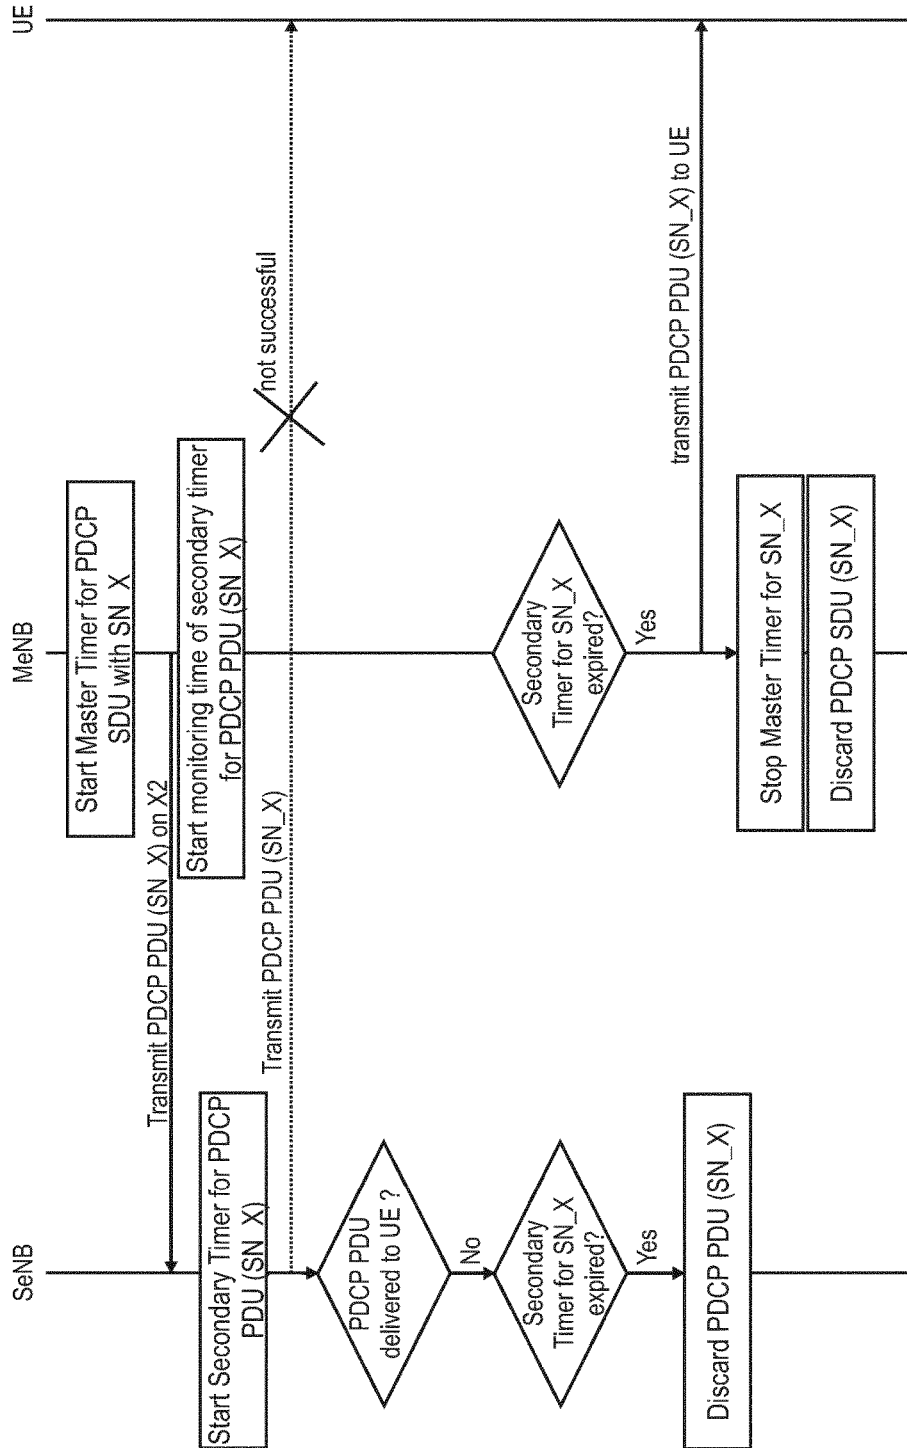 SeNB
MeNB
UE
Start Master Timer for PDCP
SDU with SN_X
Transmit PDCP PDU (SN_X) on X2
Start monitoring time of secondary timer
for PDCP PDU (SN_X)
Start Secondary Timer for PDCP
PDU (SN_X)
Transmit PDCP PDU (SN_X)
not successful
PDCP PDU
delivered to UE ?
No
Secondary
Timer for SN_X
expired?
Yes
Secondary
Timer for SN_X
expired?
Yes
Discard PDCP PDU (SN_X)
transmit PDCP PDU (SN_X) to UE
Stop Master Timer for SN_X
Discard PDCP SDU (SN_X)